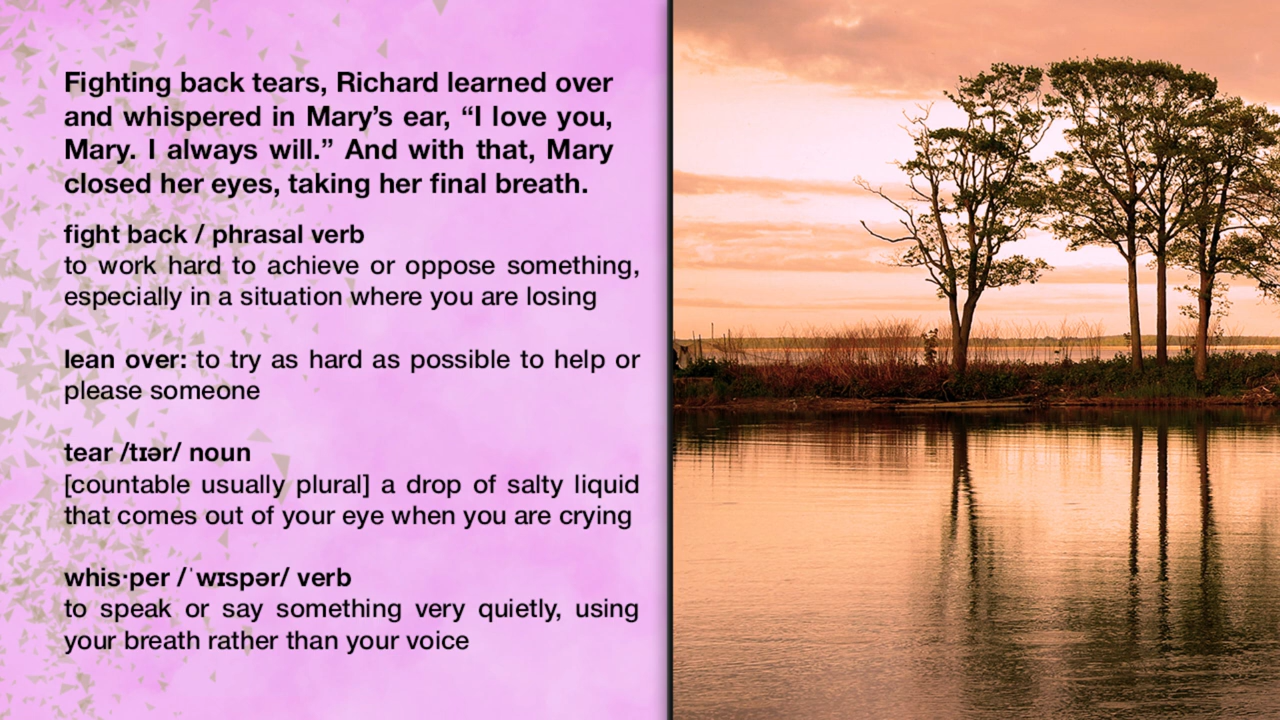 Fighting back tears, Richard learned over
and whispered in Mary’s ear, “I love you,
Mary. I always will.” And with that, Mary
closed her eyes, taking her final breath.
fight back / phrasal verb
to work hard to achieve or oppose something,
especially in a situation where you are losing
lean over: to try as hard as possible to help or
please someone
tear /tɪər/ noun
[countable usually plural] a drop of salty liquid
that comes out of your eye when you are crying
whis·per /ˈwɪspər/ verb
to speak or say something very quietly, using
your breath rather than your voice